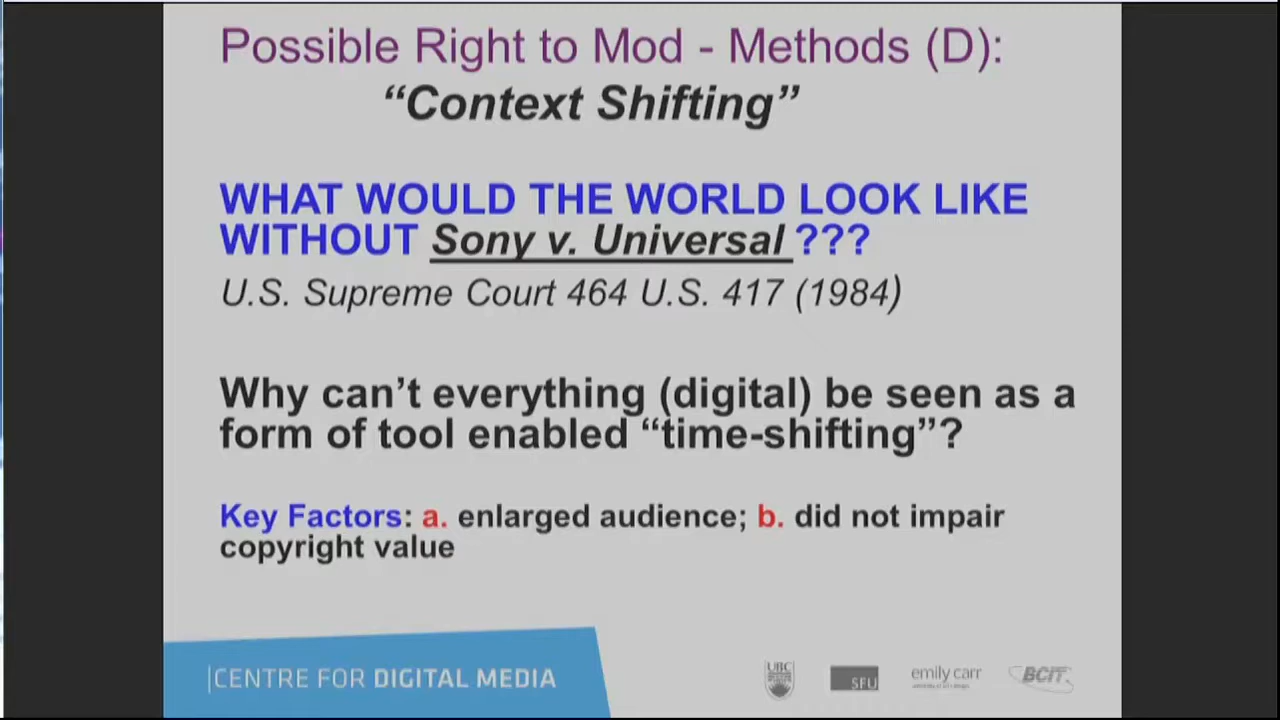 Possible Right to Mod - Methods (D):
“Context Shifting”
WHAT WOULD THE WORLD LOOK LIKE
WITHOUT Sony v. Universal ???
U.S. Supreme Court 464 U.S. 417 (1984)
Why can’t everything (digital) be seen as a
form of tool enabled “time-shifting”?
Key Factors: a. enlarged audience; b. did not impair
copyright value
|CENTRE FOR DIGITAL MEDIA
UBC
SFU
emily carr
BCIT